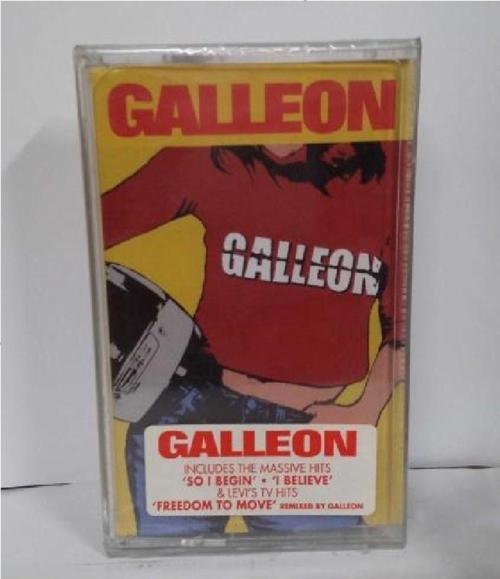 GALLEON
GALLEON
GALLEON
INCLUDES THE MASSIVE HITS
'SO I BEGIN' • 'I BELIEVE'
& LEVI'S TV HITS
'FREEDOM TO MOVE' REMIXED BY GALLEON